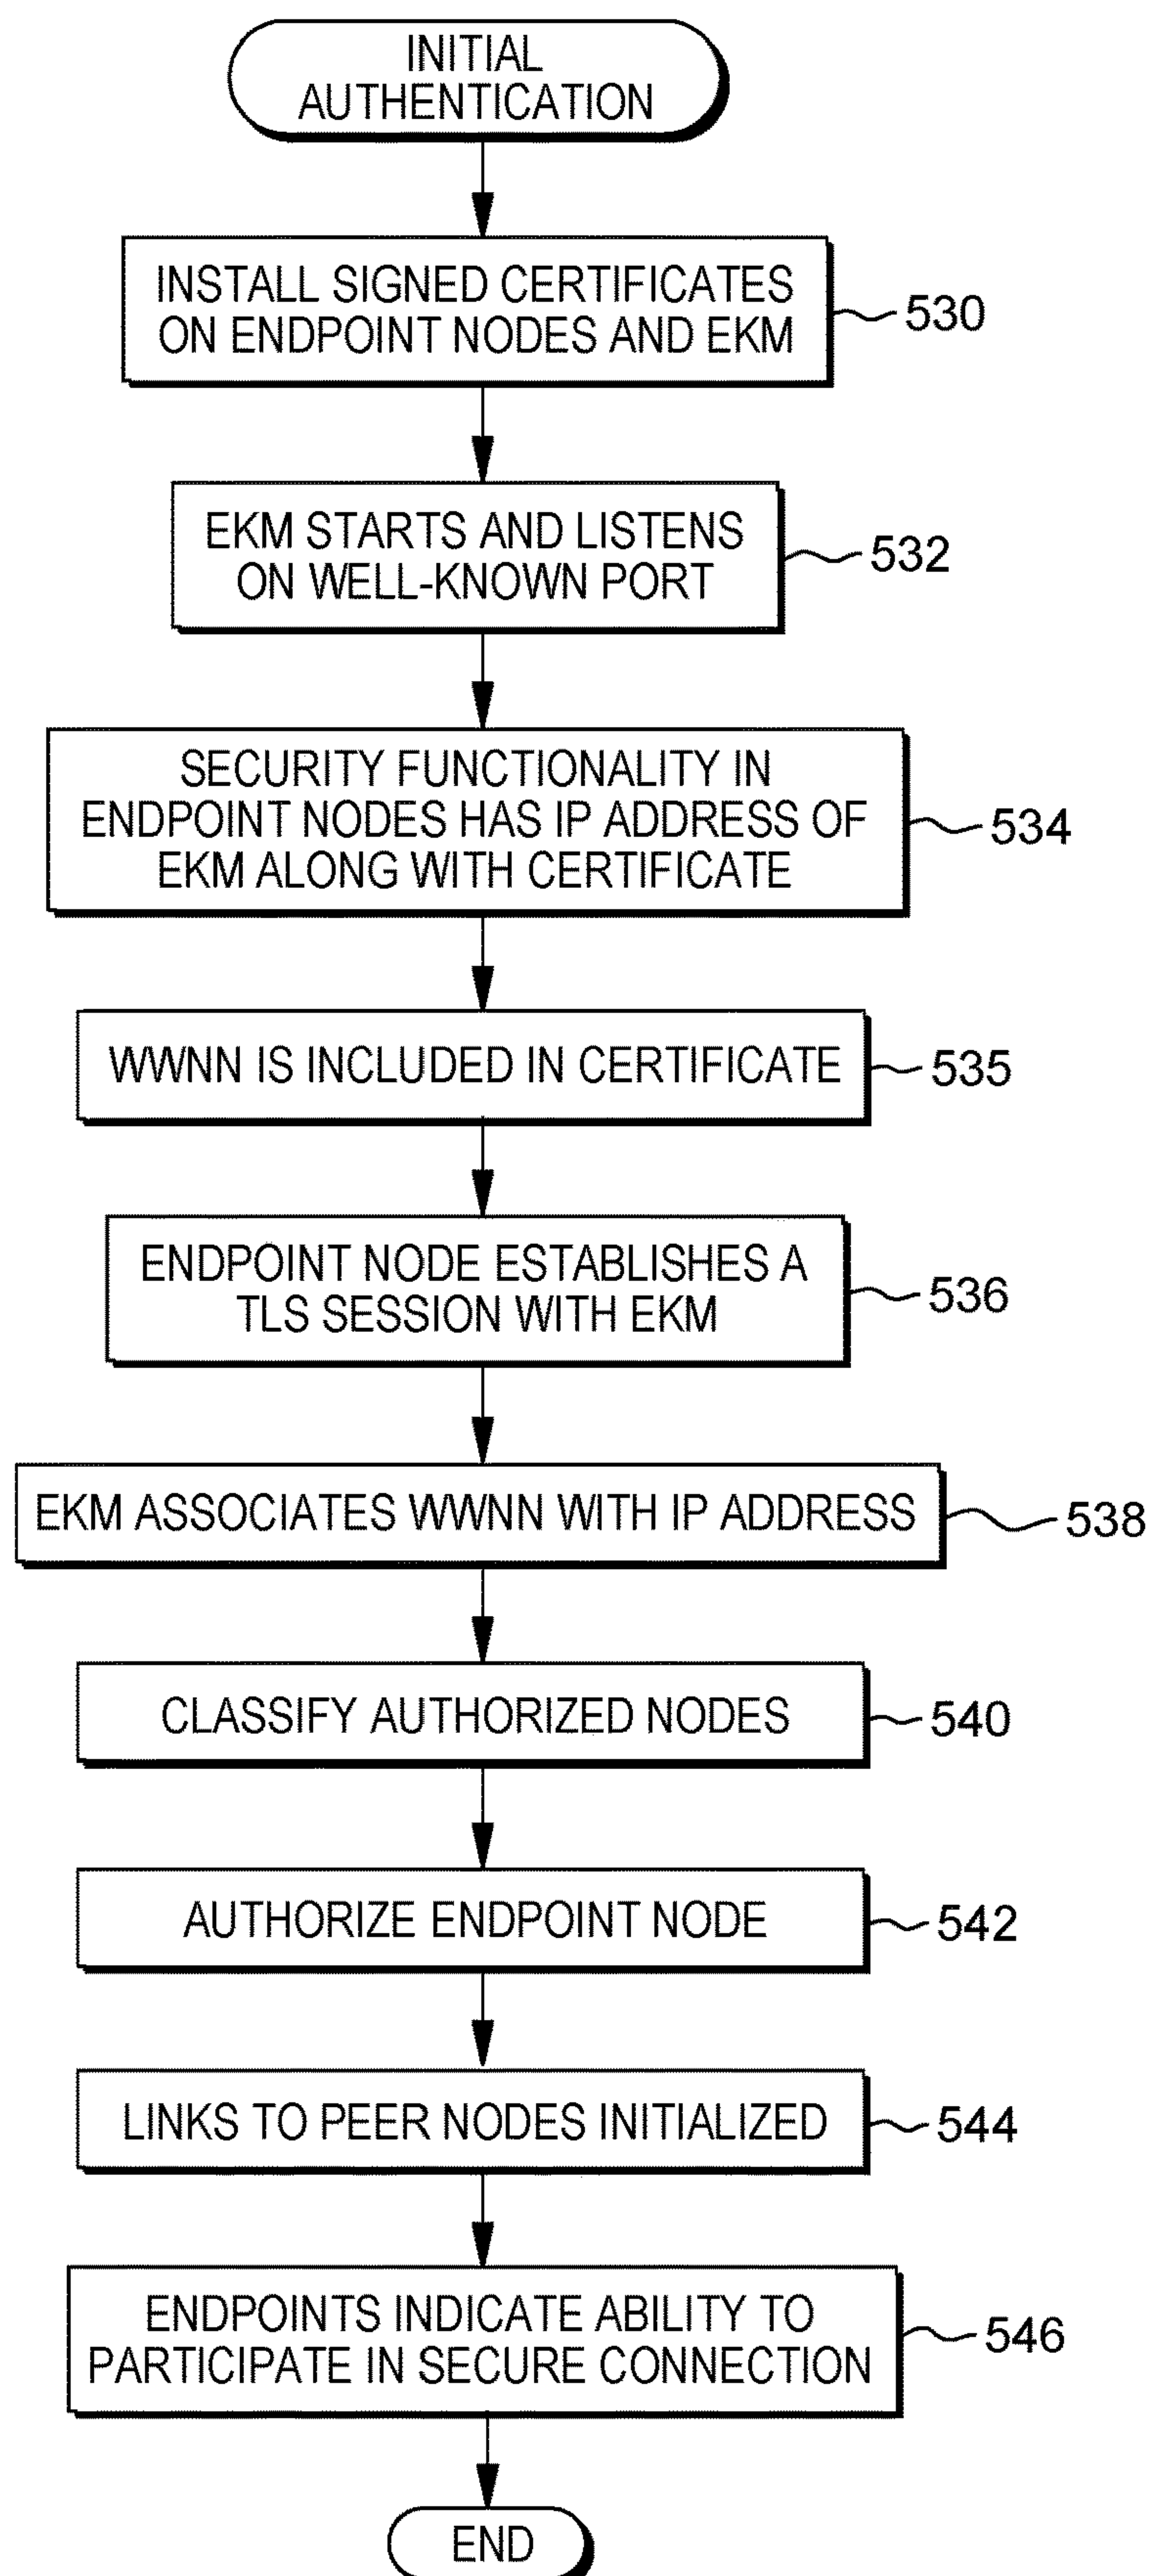 INITIAL
AUTHENTICATION
INSTALL SIGNED CERTIFICATES
ON ENDPOINT NODES AND EKM
530
EKM STARTS AND LISTENS
ON WELL-KNOWN PORT
532
SECURITY FUNCTIONALITY IN
ENDPOINT NODES HAS IP ADDRESS OF
EKM ALONG WITH CERTIFICATE
534
WWNN IS INCLUDED IN CERTIFICATE
535
ENDPOINT NODE ESTABLISHES A
TLS SESSION WITH EKM
536
EKM ASSOCIATES WWNN WITH IP ADDRESS
538
CLASSIFY AUTHORIZED NODES
540
AUTHORIZE ENDPOINT NODE
542
LINKS TO PEER NODES INITIALIZED
544
ENDPOINTS INDICATE ABILITY TO
PARTICIPATE IN SECURE CONNECTION
546
END